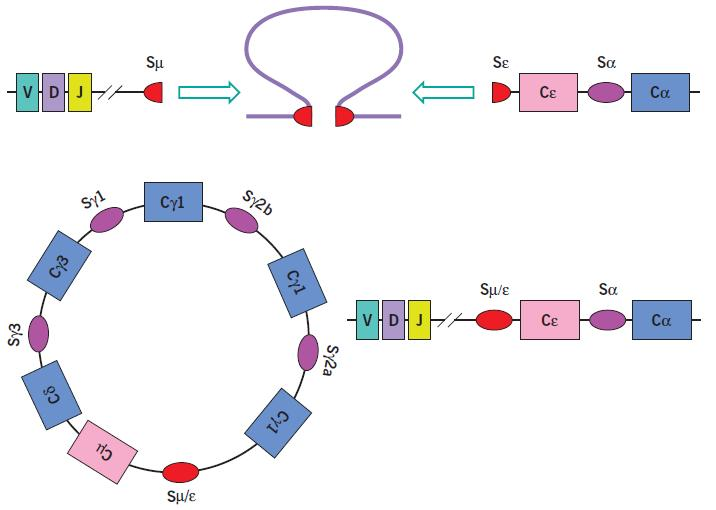 Sμ
V D J
Sε
Cε
Sα
Cα
Sγ1
Cγ1
Sγ2b
Cγ3
Cγ1
Sγ3
Sγ2a
Cδ
Cγ1
Cμ
Sμ/ε
V D J
Sμ/ε
Cε
Sα
Cα